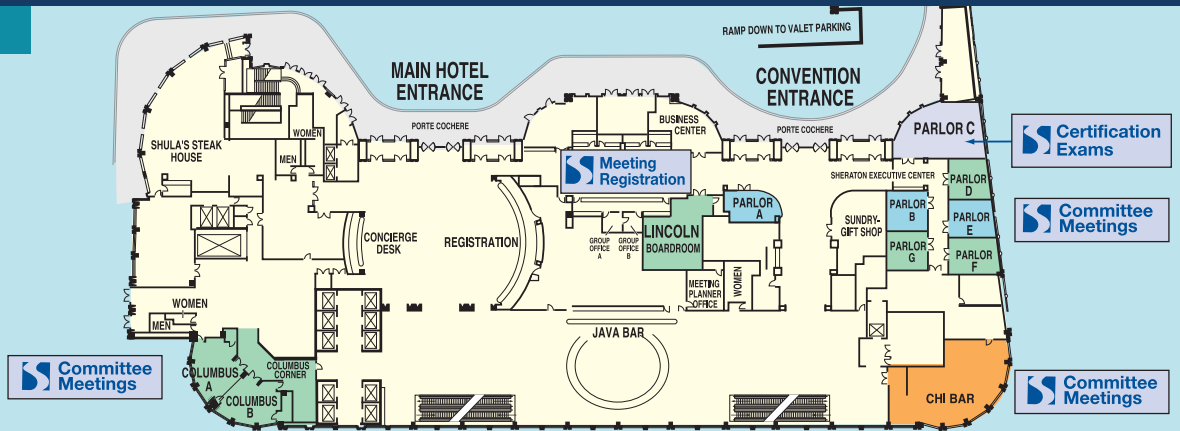 RAMP DOWN TO VALET PARKING
MAIN HOTEL
ENTRANCE
CONVENTION
ENTRANCE
PORTE COCHERE
BUSINESS
CENTER
PORTE COCHERE
PARLOR C
Certification
Exams
WOMEN
SHULA'S STEAK
HOUSE
MEN
Meeting
Registration
SHERATON EXECUTIVE CENTER
PARLOR
D
PARLOR
A
PARLOR
B
PARLOR
E
Committee
Meetings
CONCIERGE
DESK
REGISTRATION
GROUP
OFFICE
A
GROUP
OFFICE
B
LINCOLN
BOARDROOM
SUNDRY-
GIFT SHOP
PARLOR
G
PARLOR
F
MEETING
PLANNER
OFFICE
WOMEN
WOMEN
MEN
JAVA BAR
Committee
Meetings
COLUMBUS
A
COLUMBUS
CORNER
COLUMBUS
B
CHI BAR
Committee
Meetings